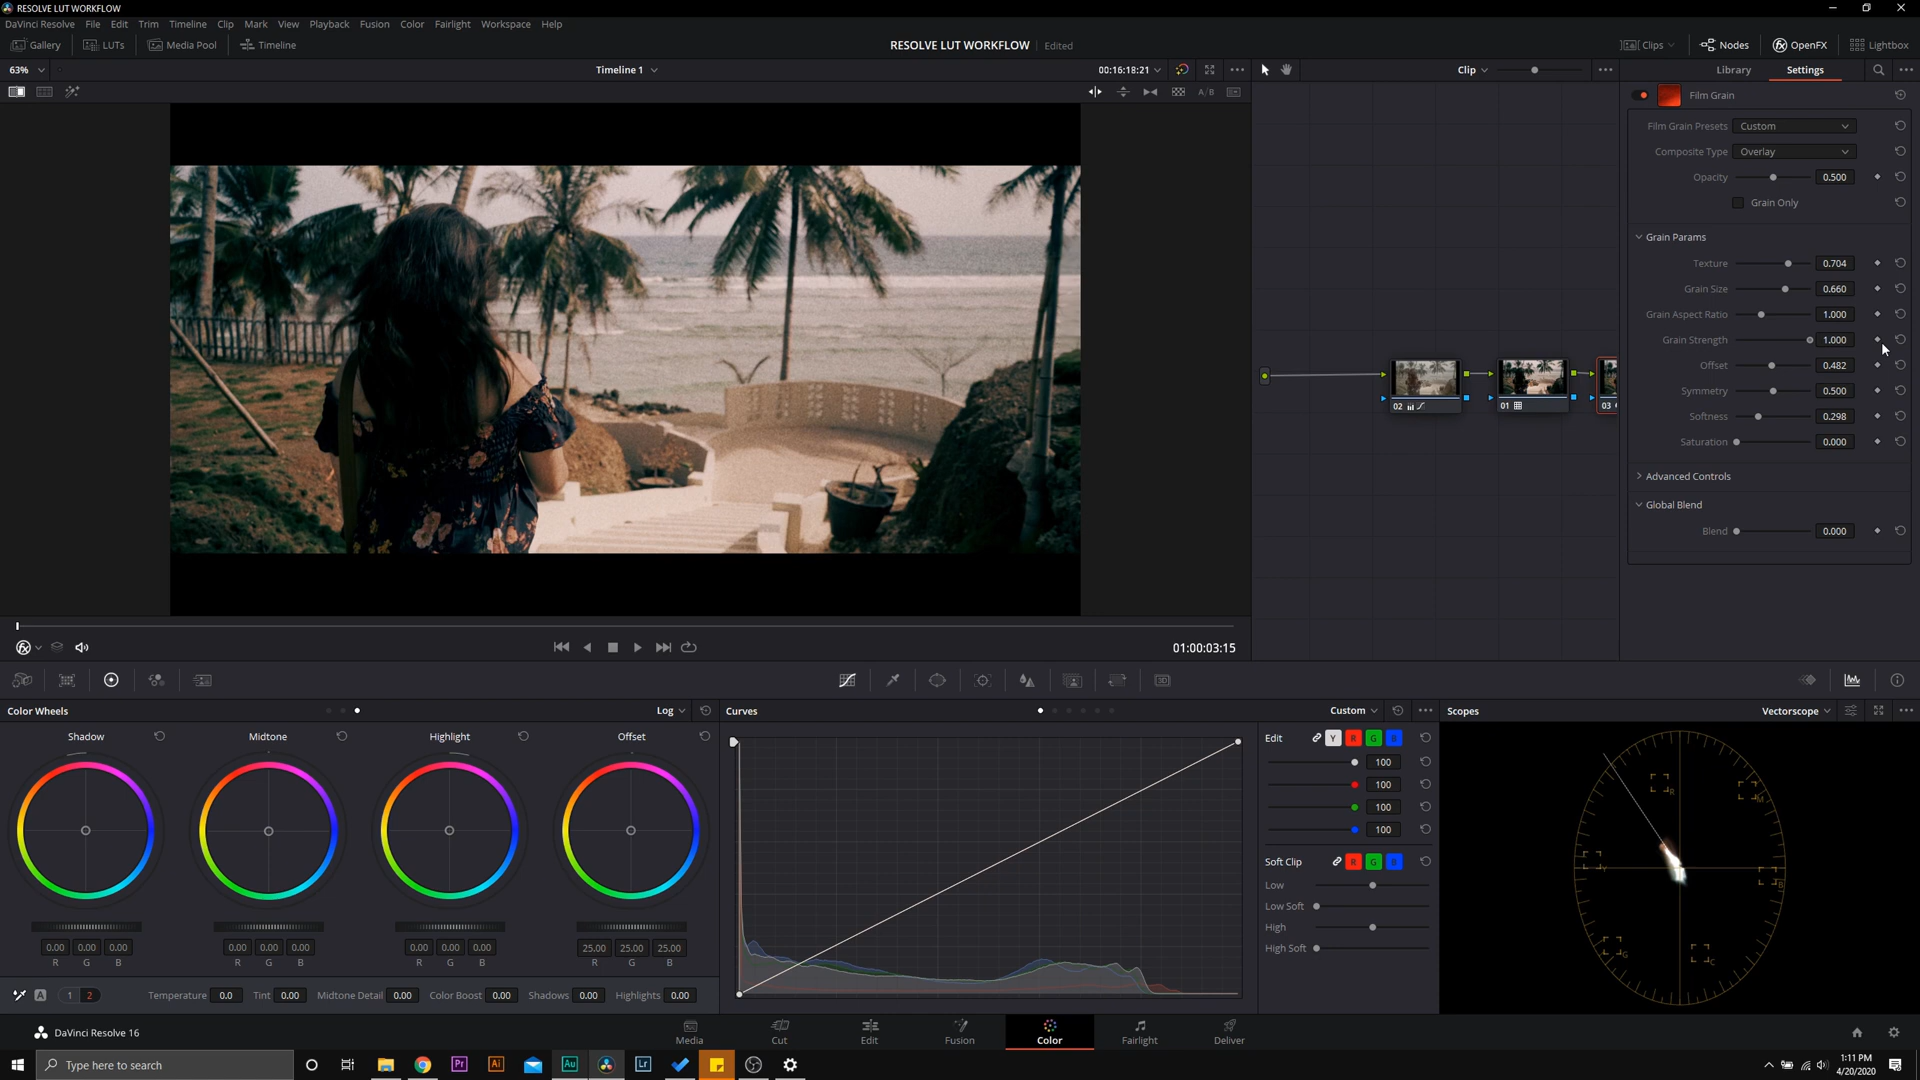 RESOLVE LUT WORKFLOW
DaVinci Resolve File Edit Trim Timeline Clip Mark View Playback Fusion Color Fairlight Workspace Help
Gallery LUTs Media Pool Timeline RESOLVE LUT WORKFLOW Edited Clips Nodes OpenFX Lightbox
63% Timeline 1 00:16:18:21 Clip Library Settings
A/B
Film Grain
Film Grain Presets Custom
Composite Type Overlay
Opacity 0.500
Grain Only
Grain Params
Texture 0.704
Grain Size 0.660
Grain Aspect Ratio 1.000
Grain Strength 1.000
Offset 0.482
Symmetry 0.500
Softness 0.298
Saturation 0.000
Advanced Controls
Global Blend
Blend 0.000
02 01 03
01:00:03:15
3D
Color Wheels Log Curves Custom Scopes Vectorscope
Shadow Midtone Highlight Offset
Edit Y R G B
100
100
100
100
Soft Clip R G B
Low
Low Soft
High
High Soft
R M Y B G C
0.00 0.00 0.00 0.00 0.00 0.00 0.00 0.00 0.00 25.00 25.00 25.00
R G B R G B R G B R G B
A 1 2 Temperature 0.0 Tint 0.00 Midtone Detail 0.00 Color Boost 0.00 Shadows 0.00 Highlights 0.00
DaVinci Resolve 16 Media Cut Edit Fusion Color Fairlight Deliver
Type here to search Pr Ai Au Lr 1:11 PM
4/20/2020